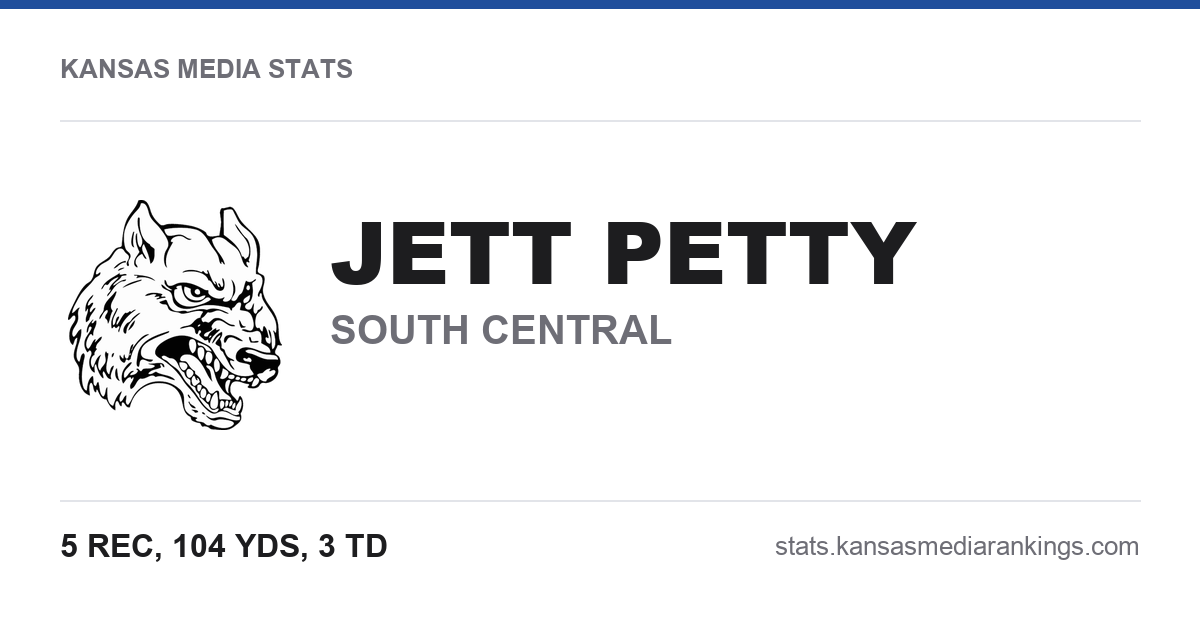 KANSAS MEDIA STATS
JETT PETTY
SOUTH CENTRAL
5 REC, 104 YDS, 3 TD
stats.kansasmediarankings.com